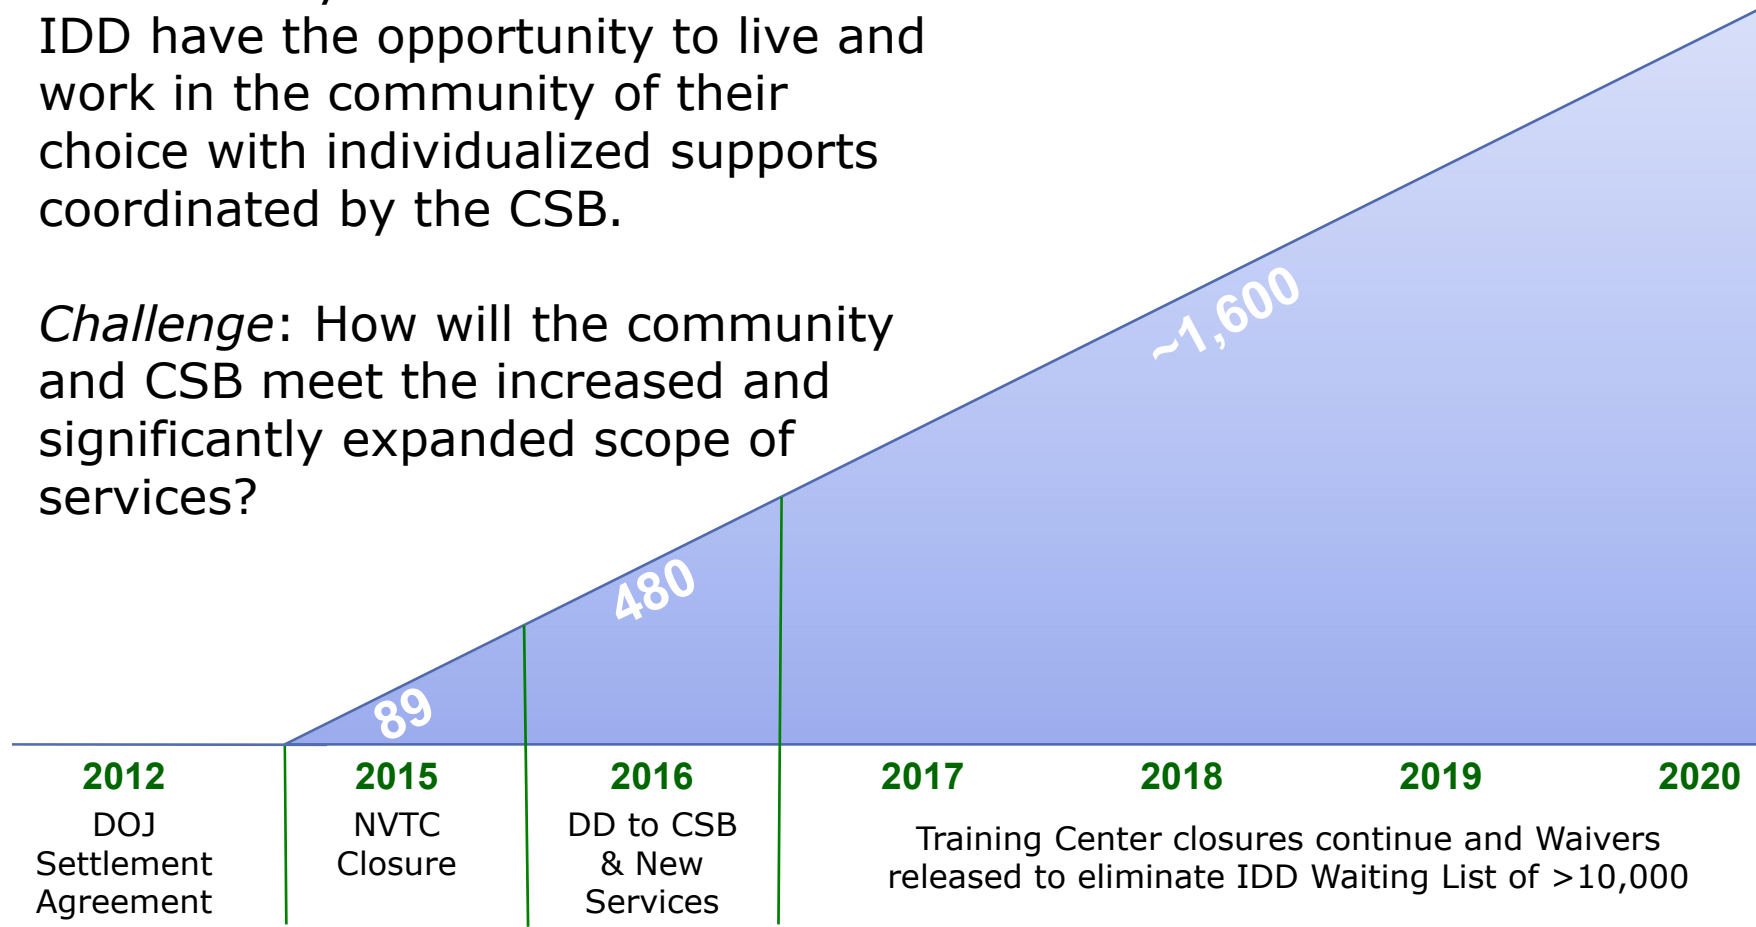 IDD have the opportunity to live and
work in the community of their
choice with individualized supports
coordinated by the CSB.
Challenge: How will the community
and CSB meet the increased and
significantly expanded scope of
services?
~1,600
480
89
2012
2015
2016
2017
2018
2019
2020
DOJ
Settlement
Agreement
NVTC
Closure
DD to CSB
& New
Services
Training Center closures continue and Waivers
released to eliminate IDD Waiting List of >10,000